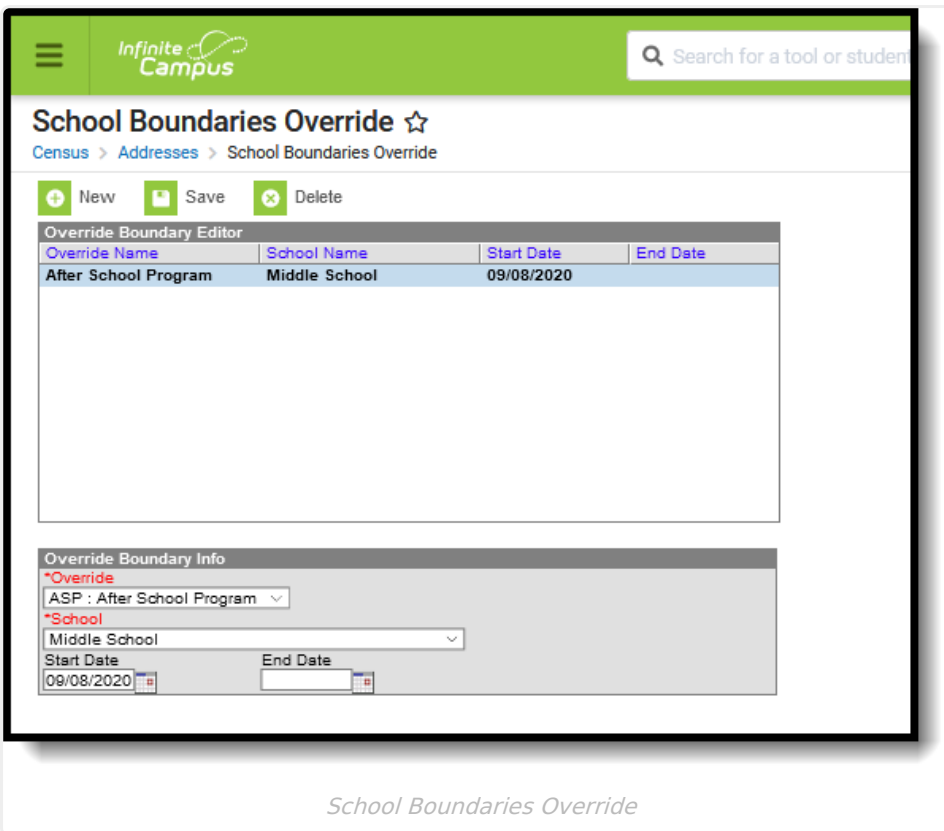 Infinite
Campus
Search for a tool or student
School Boundaries Override
Census > Addresses > School Boundaries Override
New Save Delete
Override Boundary Editor
Override Name School Name Start Date End Date
After School Program Middle School 09/08/2020
Override Boundary Info
*Override
ASP : After School Program
*School
Middle School
Start Date End Date
09/08/2020
School Boundaries Override